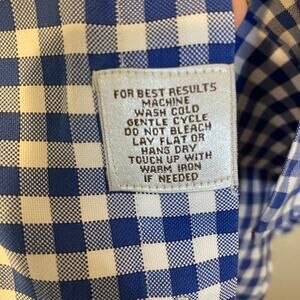 FOR BEST RESULTS
MACHINE
WASH COLD
GENTLE CYCLE
DO NOT BLEACH
LAY FLAT OR
HANG DRY
TOUCH UP WITH
WARM IRON
IF NEEDED